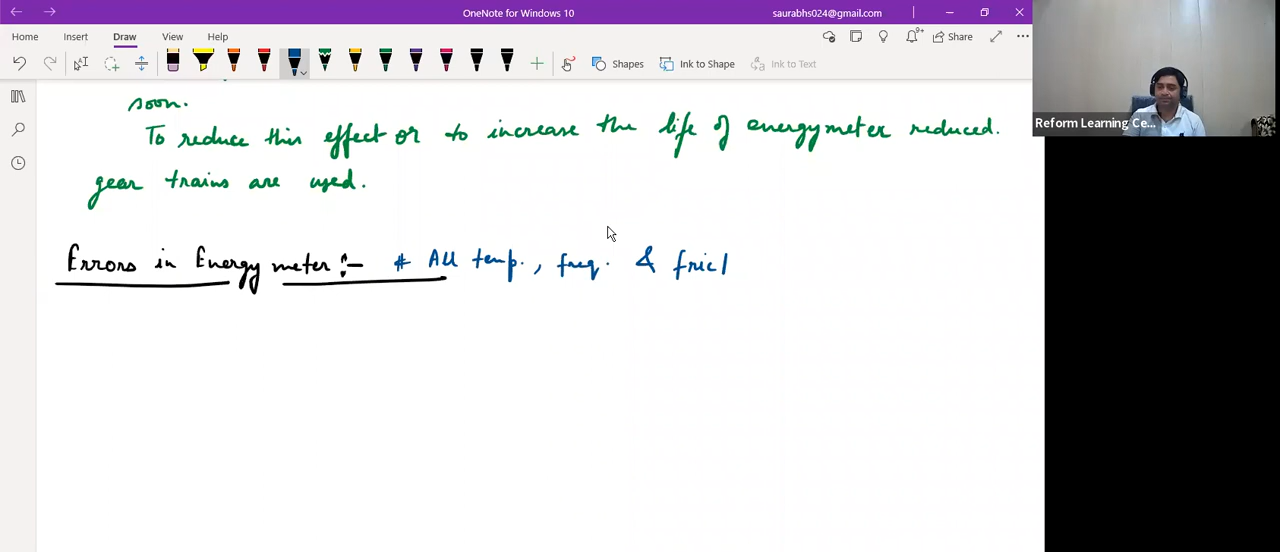 OneNote for Windows 10
saurabhs024@gmail.com
Home Insert Draw View Help
9+
Share
Shapes
Ink to Shape
Ink to Text
Reform Learning Ce...
soon.
To reduce this effect or to increase the life of energymeter reduced.
gear trains are used.
Errors in Energy meter :- * All temp., freq. & frict